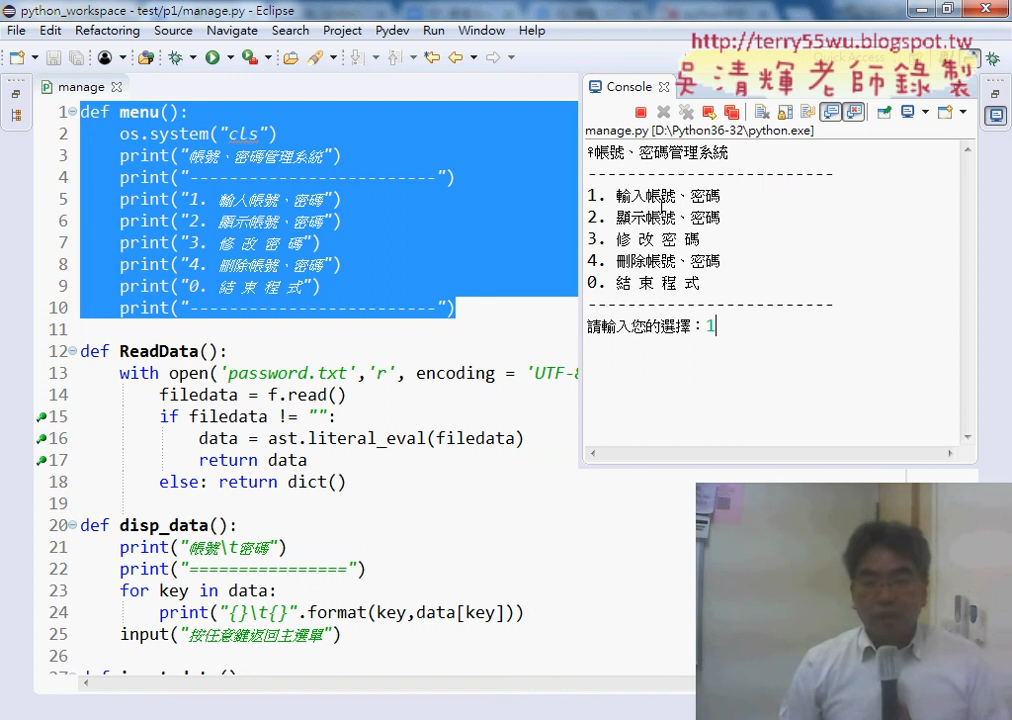 python_workspace - test/p1/manage.py - Eclipse
File Edit Refactoring Source Navigate Search Project Pydev Run Window Help
http://terry55wu.blogspot.tw
吳清輝老師錄製
Quick Access
manage
1 def menu():
2 os.system("cls")
3 print("帳號、密碼管理系統")
4 print("-------------------------")
5 print("1. 輸入帳號、密碼")
6 print("2. 顯示帳號、密碼")
7 print("3. 修 改 密 碼")
8 print("4. 刪除帳號、密碼")
9 print("0. 結 束 程 式")
10 print("-------------------------")
11
12 def ReadData():
13 with open('password.txt','r', encoding = 'UTF-8
14 filedata = f.read()
15 if filedata != "":
16 data = ast.literal_eval(filedata)
17 return data
18 else: return dict()
19
20 def disp_data():
21 print("帳號\t密碼")
22 print("================")
23 for key in data:
24 print("{}\t{}".format(key,data[key]))
25 input("按任意鍵返回主選單")
26
Console
manage.py [D:\Python36-32\python.exe]
帳號、密碼管理系統
-------------------------
1. 輸入帳號、密碼
2. 顯示帳號、密碼
3. 修 改 密 碼
4. 刪除帳號、密碼
0. 結 束 程 式
-------------------------
請輸入您的選擇：1